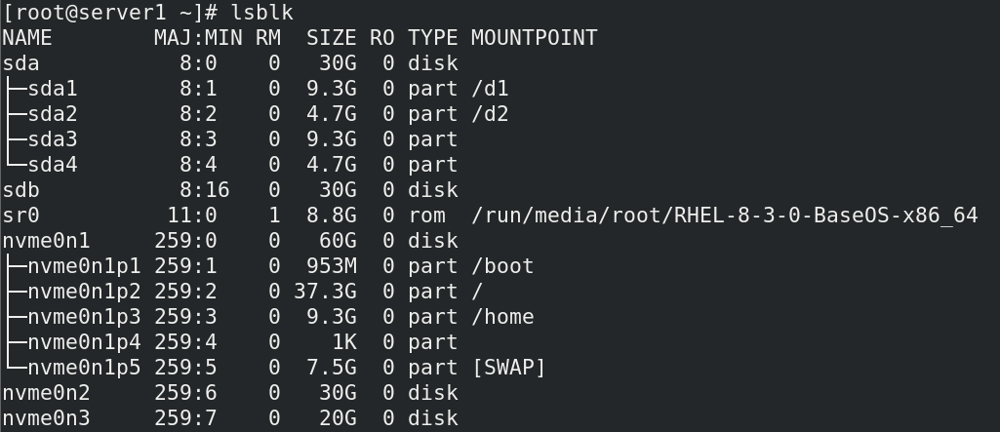 [root@server1 ~]# lsblk
NAME        MAJ:MIN RM  SIZE RO TYPE MOUNTPOINT
sda           8:0    0   30G  0 disk
├─sda1        8:1    0  9.3G  0 part /d1
├─sda2        8:2    0  4.7G  0 part /d2
├─sda3        8:3    0  9.3G  0 part
└─sda4        8:4    0  4.7G  0 part
sdb           8:16   0   30G  0 disk
sr0          11:0    1  8.8G  0 rom  /run/media/root/RHEL-8-3-0-BaseOS-x86_64
nvme0n1     259:0    0   60G  0 disk
├─nvme0n1p1 259:1    0  953M  0 part /boot
├─nvme0n1p2 259:2    0 37.3G  0 part /
├─nvme0n1p3 259:3    0  9.3G  0 part /home
├─nvme0n1p4 259:4    0    1K  0 part
└─nvme0n1p5 259:5    0  7.5G  0 part [SWAP]
nvme0n2     259:6    0   30G  0 disk
nvme0n3     259:7    0   20G  0 disk